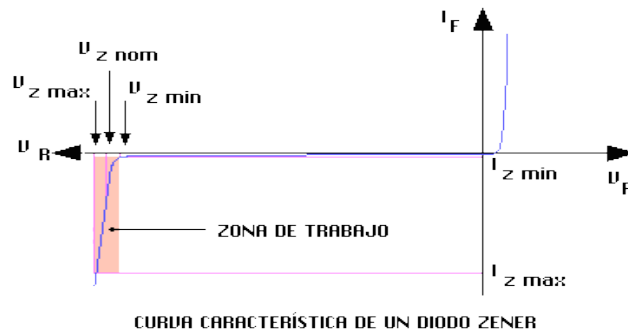 I F
V z nom
V z max
V z min
V R
I z min
V F
ZONA DE TRABAJO
I z max
CURVA CARACTERÍSTICA DE UN DIODO ZENER